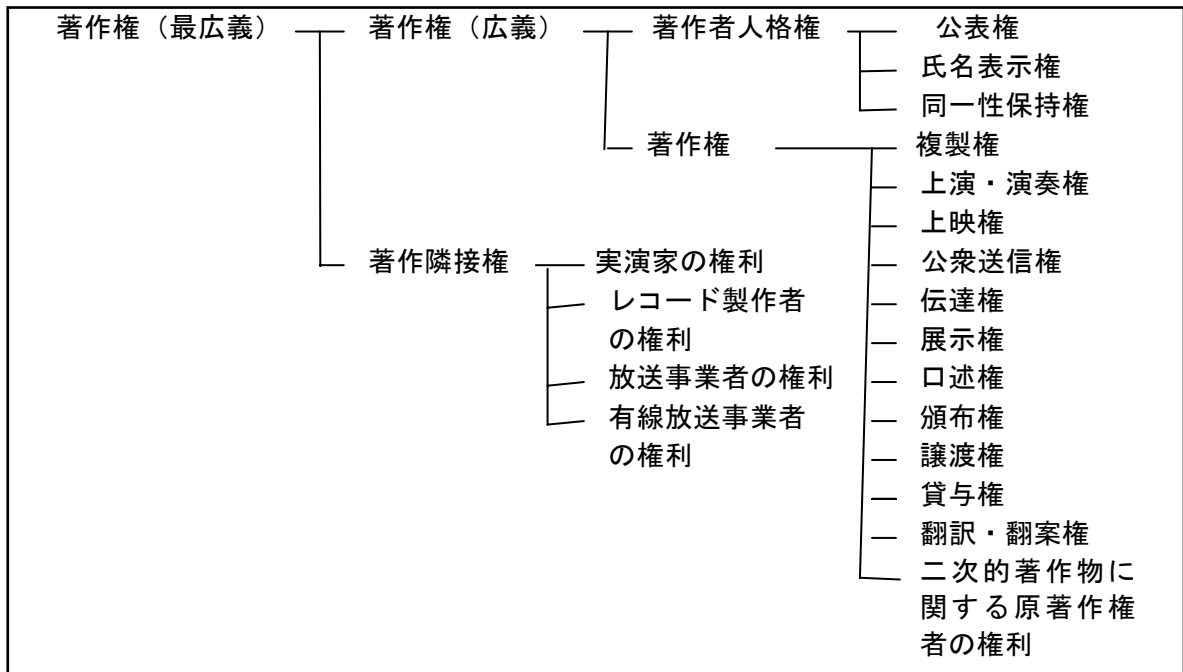 著作権（最広義） 著作権（広義） 著作者人格権 公表権
氏名表示権
同一性保持権
著作権 複製権
上演・演奏権
上映権
著作隣接権 実演家の権利 公衆送信権
レコード製作者 伝達権
の権利 展示権
放送事業者の権利 口述権
有線放送事業者 頒布権
の権利 譲渡権
貸与権
翻訳・翻案権
二次的著作物に
関する原著作権
者の権利